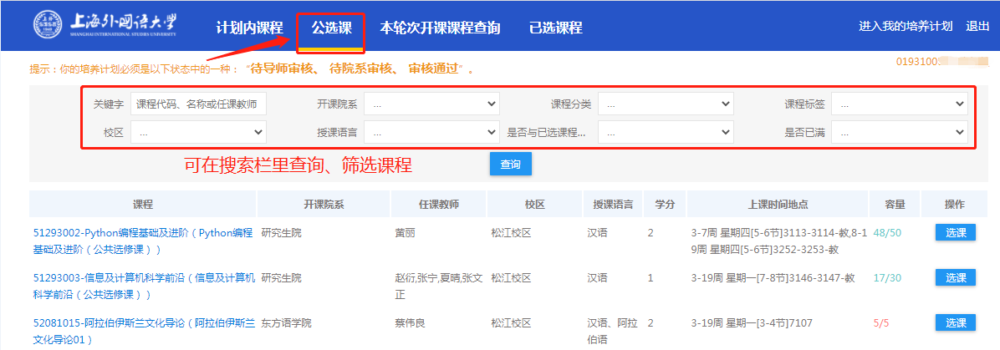 上海外国语大学
SHANGHAI INTERNATIONAL STUDIES UNIVERSITY
计划内课程 公选课 本轮次开课课程查询 已选课程 进入我的培养计划 退出
提示：你的培养计划必须是以下状态中的一种：“待导师审核、 待院系审核、 审核通过”。
0193100
关键字 课程代码、名称或任课教师 开课院系 ... 课程分类 ... 课程标签 ...
校区 ... 授课语言 ... 是否与已选课程... ... 是否已满 ...
可在搜索栏里查询、筛选课程
查询
课程 开课院系 任课教师 校区 授课语言 学分 上课时间地点 容量 操作
51293002-Python编程基础及进阶（Python编程 研究生院 黄丽 松江校区 汉语 2 3-7周 星期四[5-6节]3113-3114-教,8-1 48/50 选课
基础及进阶（公共选修课）） 9周 星期四[5-6节]3252-3253-教
51293003-信息及计算机科学前沿（信息及计算机 研究生院 赵衍,张宁,夏晴,张文 松江校区 汉语 1 3-19周 星期一[7-8节]3146-3147-教 17/30 选课
科学前沿（公共选修课）） 正
52081015-阿拉伯伊斯兰文化导论（阿拉伯伊斯兰 东方语学院 蔡伟良 松江校区 汉语、阿拉 2 3-19周 星期一[3-4节]7107 5/5 选课
文化导论01） 伯语